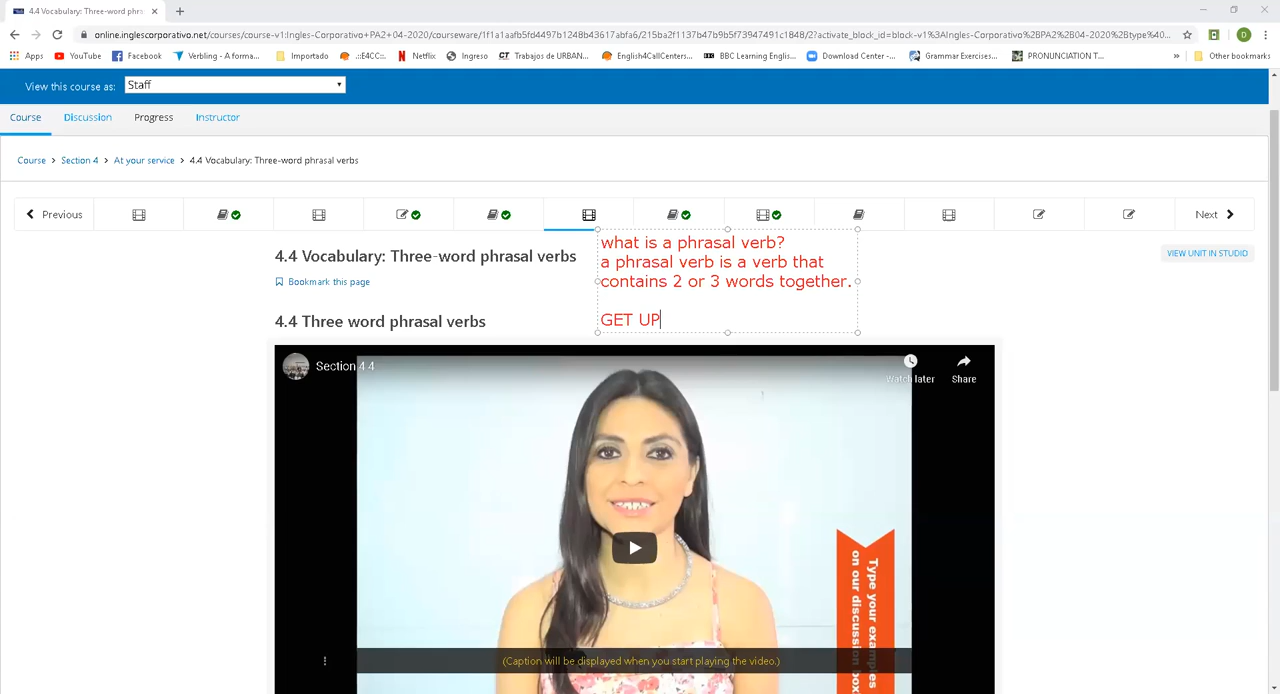 4.4 Vocabulary: Three-word phr
online.inglescorporativo.net/courses/course-v1:Ingles-Corporativo+PA2+04-2020/courseware/1f1a1aafb5fd4497b1248b43617abfa6/215ba2f1137b47b9b5f73947491c1848/2?activate_block_id=block-v1%3AIngles-Corporativo%2BPA2%2B04-2020%2Btype%40...
D
Apps YouTube Facebook Verbling - A forma... Importado .::E4CC::. Netflix Ingreso CT Trabajos de URBAN... English4CallCenters... BBC BBC Learning Englis... Download Center -... Grammar Exercises... PRONUNCIATION T... » Other bookmarks
View this course as: Staff
Course Discussion Progress Instructor
Course > Section 4 > At your service > 4.4 Vocabulary: Three-word phrasal verbs
Previous Next
what is a phrasal verb?
a phrasal verb is a verb that
contains 2 or 3 words together.
GET UP
4.4 Vocabulary: Three-word phrasal verbs
VIEW UNIT IN STUDIO
Bookmark this page
4.4 Three word phrasal verbs
Section 4 4
Watch later Share
Type your examples
on our discussion box
(Caption will be displayed when you start playing the video.)